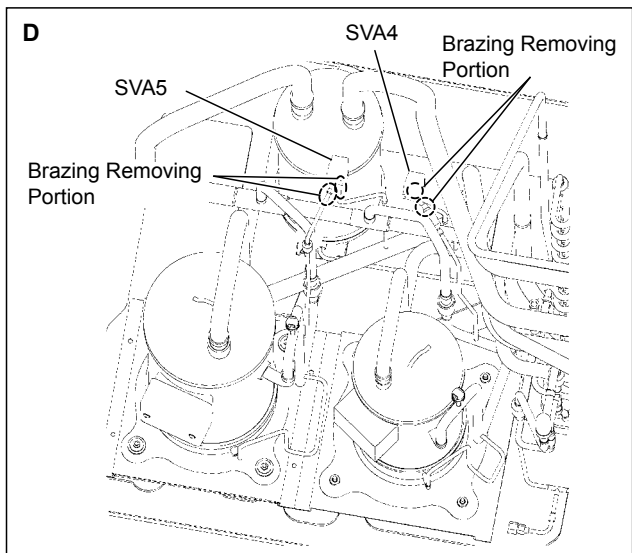 D
SVA4
Brazing Removing
Portion
SVA5
Brazing Removing
Portion